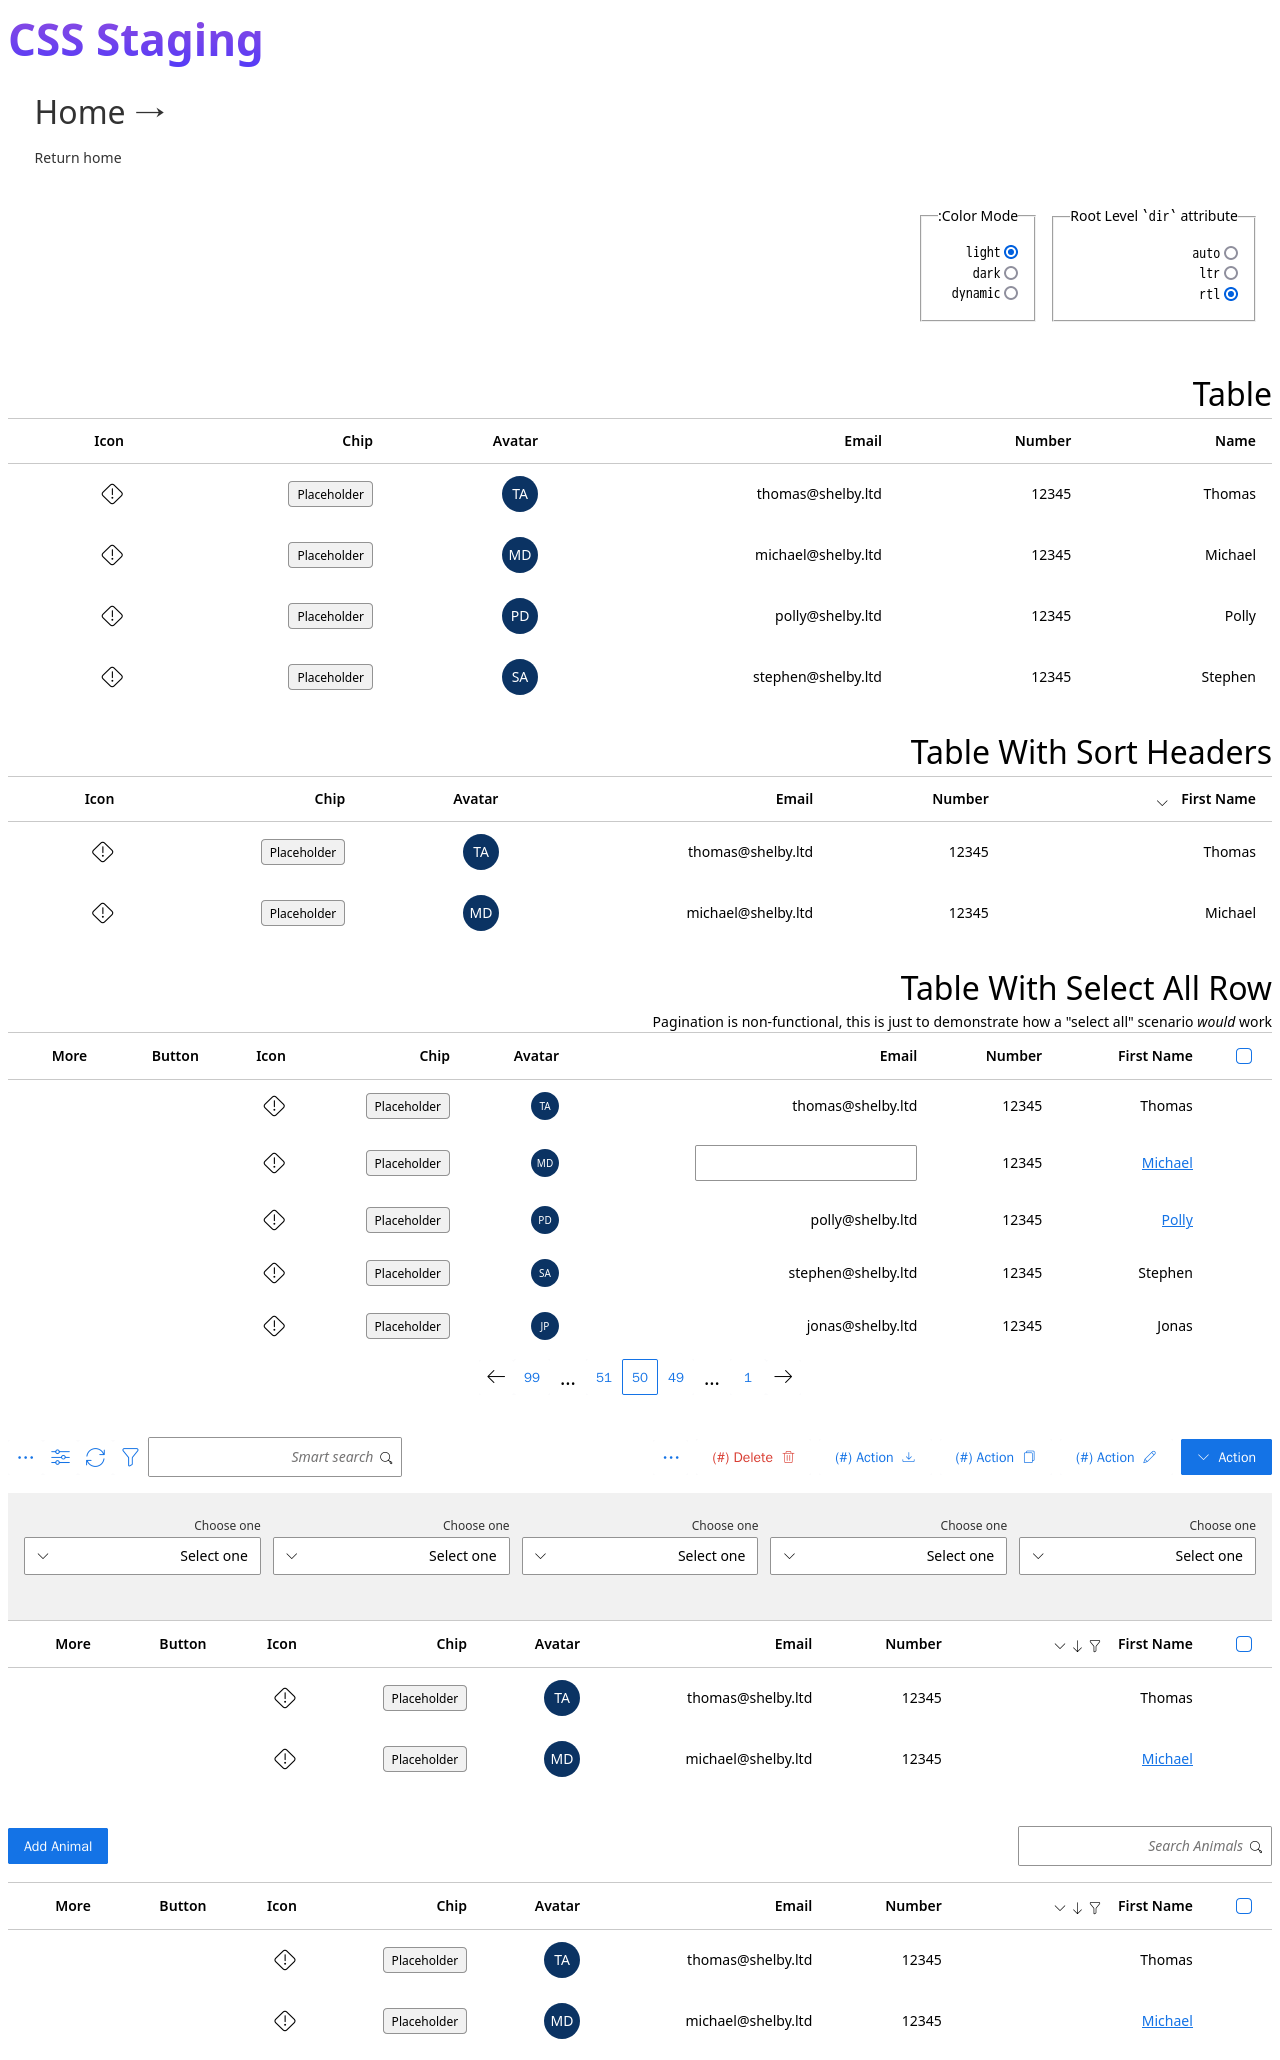 CSS Staging
Home →
Return home
:Color Mode
light
dark
dynamic
Root Level `dir` attribute
auto
ltr
rtl
Table
Icon Chip Avatar Email Number Name
Placeholder TA thomas@shelby.ltd 12345 Thomas
Placeholder MD michael@shelby.ltd 12345 Michael
Placeholder PD polly@shelby.ltd 12345 Polly
Placeholder SA stephen@shelby.ltd 12345 Stephen
Table With Sort Headers
Icon Chip Avatar Email Number First Name
Placeholder TA thomas@shelby.ltd 12345 Thomas
Placeholder MD michael@shelby.ltd 12345 Michael
Table With Select All Row
Pagination is non-functional, this is just to demonstrate how a "select all" scenario would work
More Button Icon Chip Avatar Email Number First Name
Placeholder TA thomas@shelby.ltd 12345 Thomas
Placeholder MD 12345 Michael
Placeholder PD polly@shelby.ltd 12345 Polly
Placeholder SA stephen@shelby.ltd 12345 Stephen
Placeholder JP jonas@shelby.ltd 12345 Jonas
99 ... 51 50 49 ... 1
Smart search (#) Delete (#) Action (#) Action (#) Action Action
Choose one Choose one Choose one Choose one Choose one
Select one Select one Select one Select one Select one
More Button Icon Chip Avatar Email Number First Name
Placeholder TA thomas@shelby.ltd 12345 Thomas
Placeholder MD michael@shelby.ltd 12345 Michael
Add Animal Search Animals
More Button Icon Chip Avatar Email Number First Name
Placeholder TA thomas@shelby.ltd 12345 Thomas
Placeholder MD michael@shelby.ltd 12345 Michael